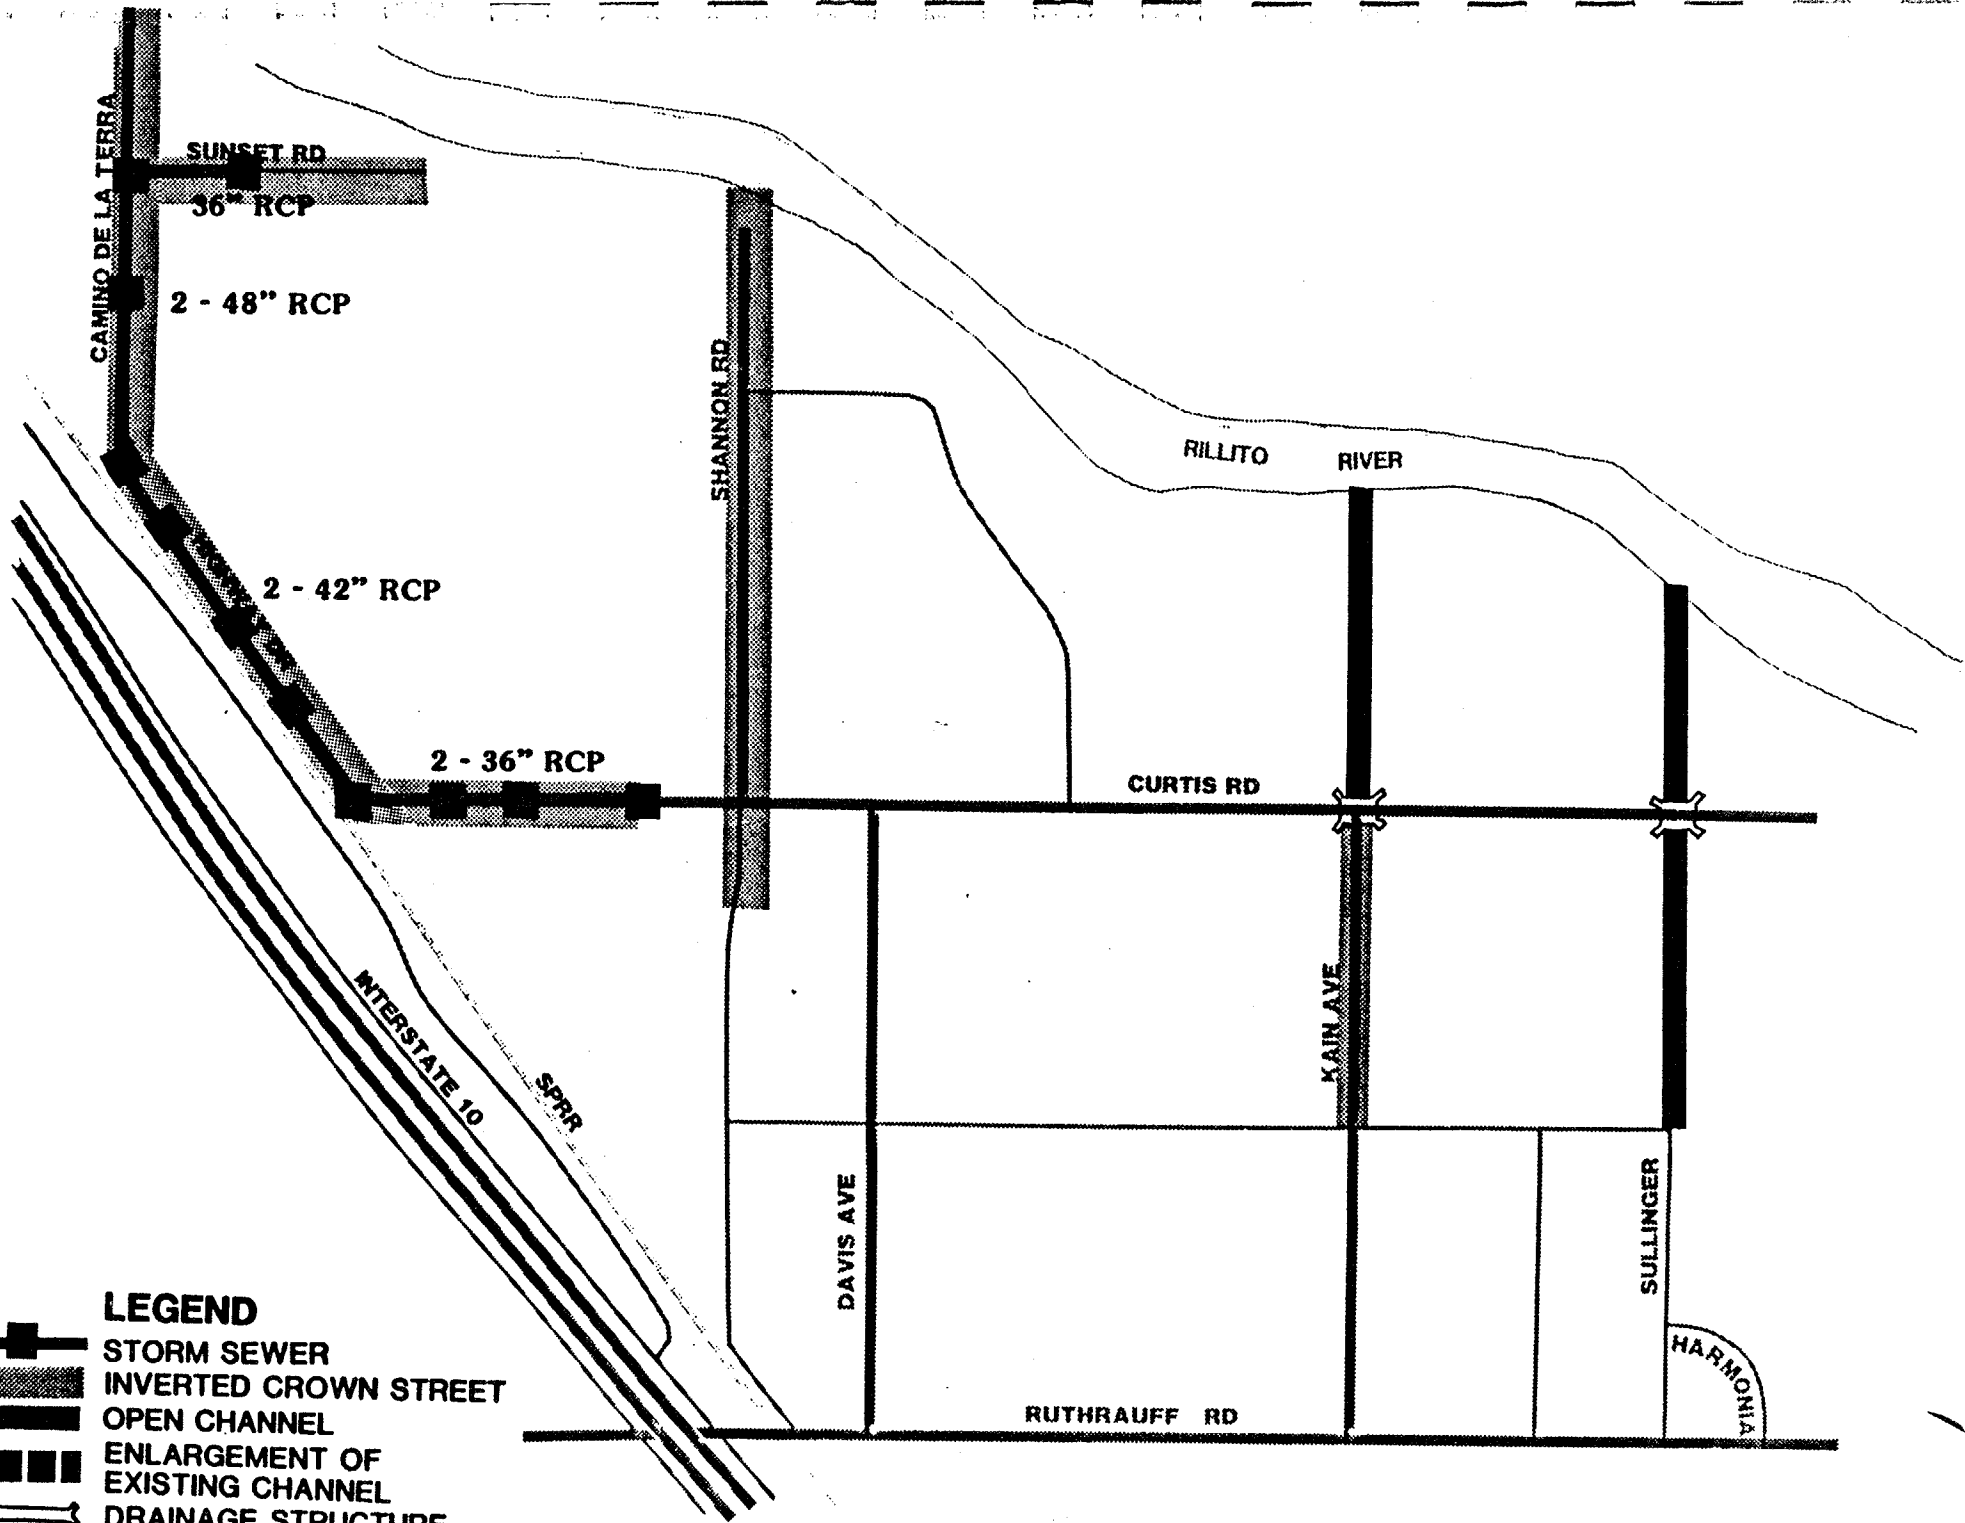 CAMINO DE LA TERRA
SUNSET RD
36" RCP
2 - 48" RCP
SHANNON RD
RILLITO RIVER
2 - 42" RCP
DR
2 - 36" RCP
CURTIS RD
KAIN AVE
INTERSTATE 10
SPRR
DAVIS AVE
SULLINGER
HARMONIA
RUTHRAUFF RD
LEGEND
STORM SEWER
INVERTED CROWN STREET
OPEN CHANNEL
ENLARGEMENT OF
EXISTING CHANNEL
DRAINAGE STRUCTURE